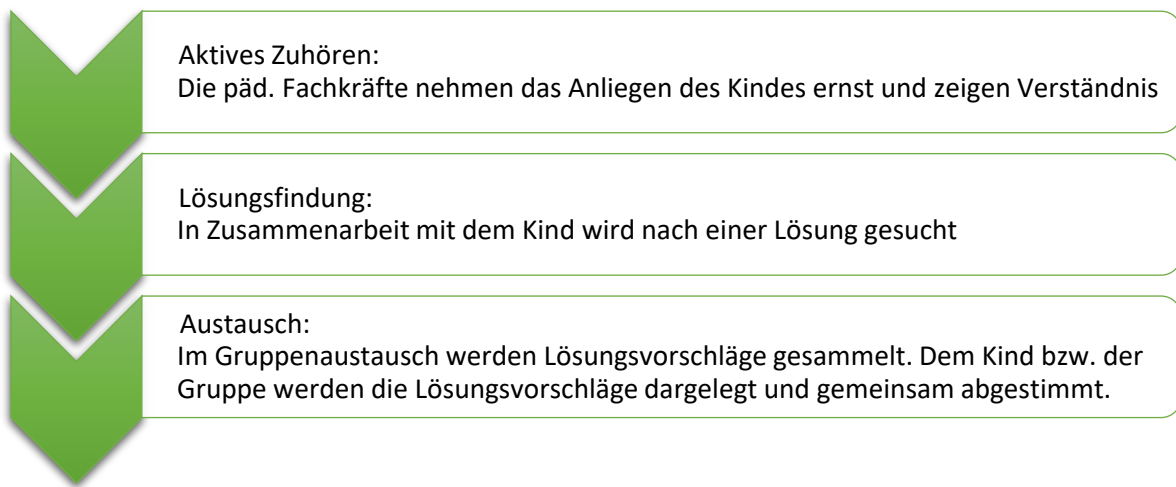 Aktives Zuhören:
Die päd. Fachkräfte nehmen das Anliegen des Kindes ernst und zeigen Verständnis
Lösungsfindung:
In Zusammenarbeit mit dem Kind wird nach einer Lösung gesucht
Austausch:
Im Gruppenaustausch werden Lösungsvorschläge gesammelt. Dem Kind bzw. der
Gruppe werden die Lösungsvorschläge dargelegt und gemeinsam abgestimmt.